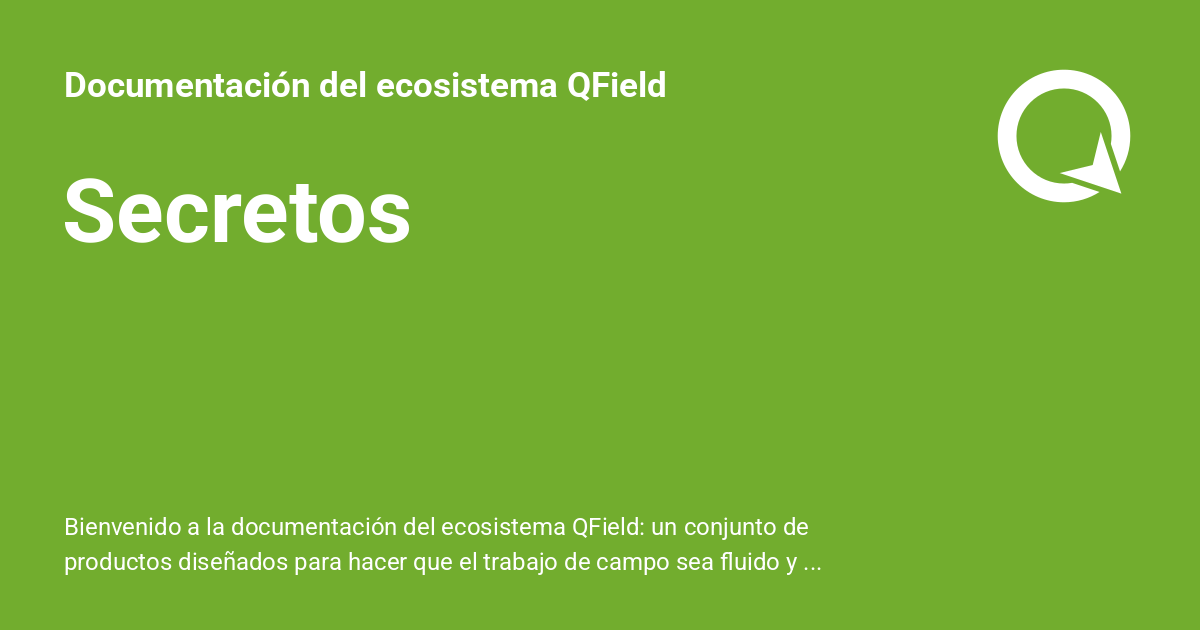 Documentación del ecosistema QField
Secretos
Bienvenido a la documentación del ecosistema QField: un conjunto de
productos diseñados para hacer que el trabajo de campo sea fluido y ...